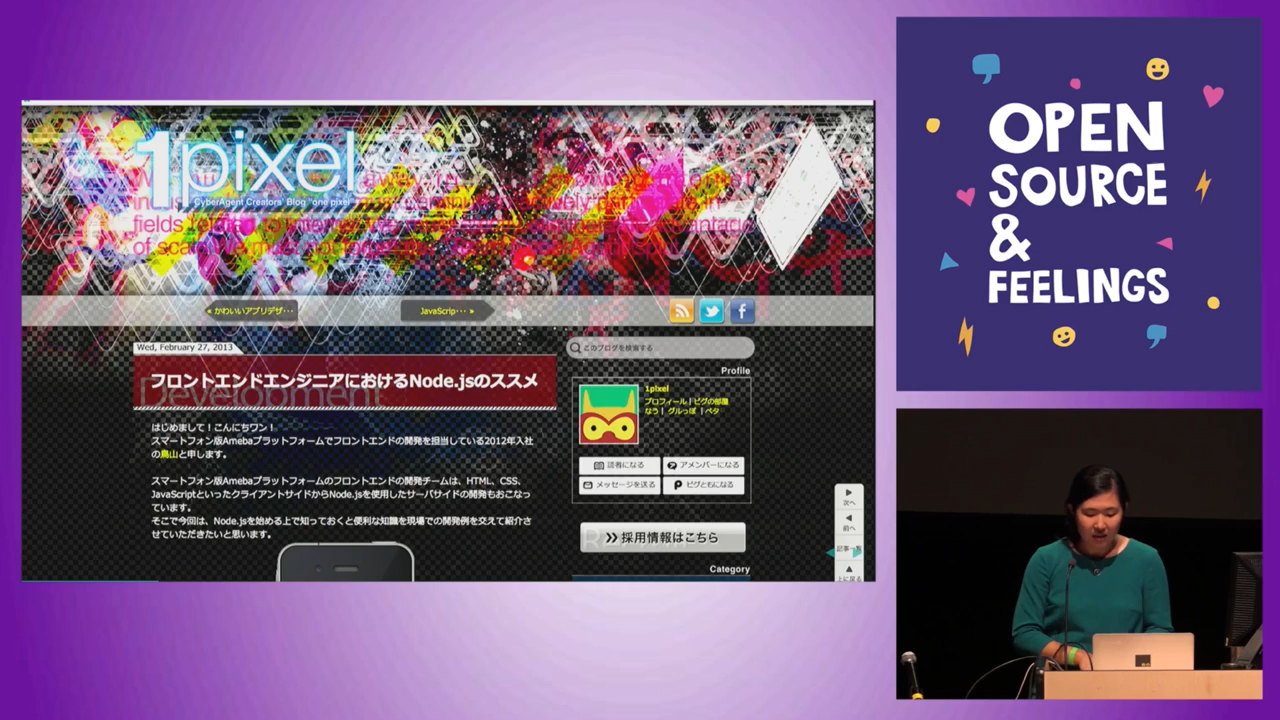 1pixel
CyberAgent Creators' Blog "one pixel"
fields
of
« かわいいアプリデザ･･･
JavaScrip･･･ »
Wed, February 27, 2013
フロントエンドエンジニアにおけるNode.jsのススメ
Development
はじめまして！こんにちワン！
スマートフォン版Amebaプラットフォームでフロントエンドの開発を担当している2012年入社
の鳥山と申します。
スマートフォン版Amebaプラットフォームのフロントエンドの開発チームは、HTML、CSS、
JavaScriptといったクライアントサイドからNode.jsを使用したサーバサイドの開発もおこなっ
ています。
そこで今回は、Node.jsを始める上で知っておくと便利な知識を現場での開発例を交えて紹介さ
せていただきたいと思います。
このブログを検索する
Profile
1pixel
プロフィール | ピグの部屋
なう | グルっぽ | ペタ
読者になる
アメンバーになる
メッセージを送る
ピグともになる
採用情報はこちら
Category
次へ
前へ
記事一覧
上に戻る
OPEN
SOURCE
&
FEELINGS